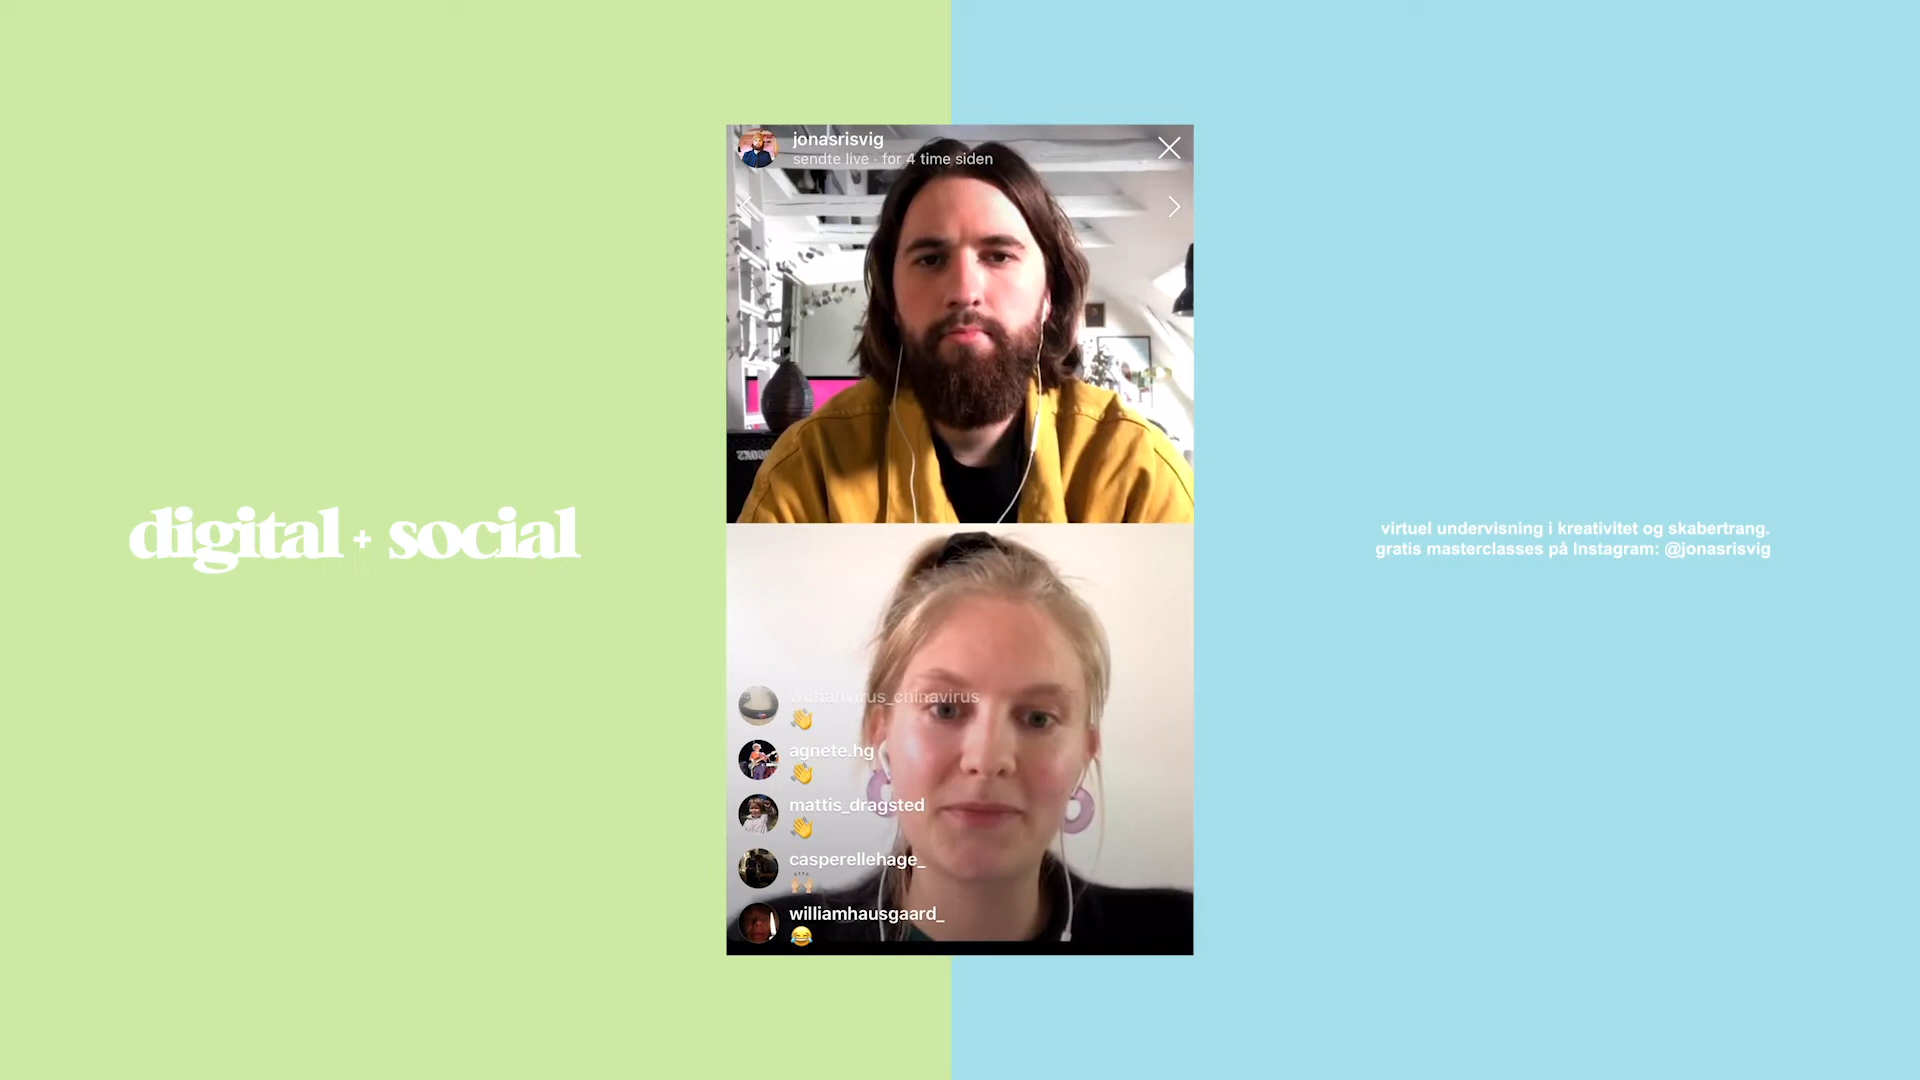 jonasrisvig
sendte live · for 4 time siden
digital + social
virtuel undervisning i kreativitet og skabertrang.
gratis masterclasses på Instagram: @jonasrisvig
wuhanvirus_chinavirus
👋
agnete.hg
👋
mattis_dragsted
👋
casperellehage_
🙌🏼
williamhausgaard_
😂